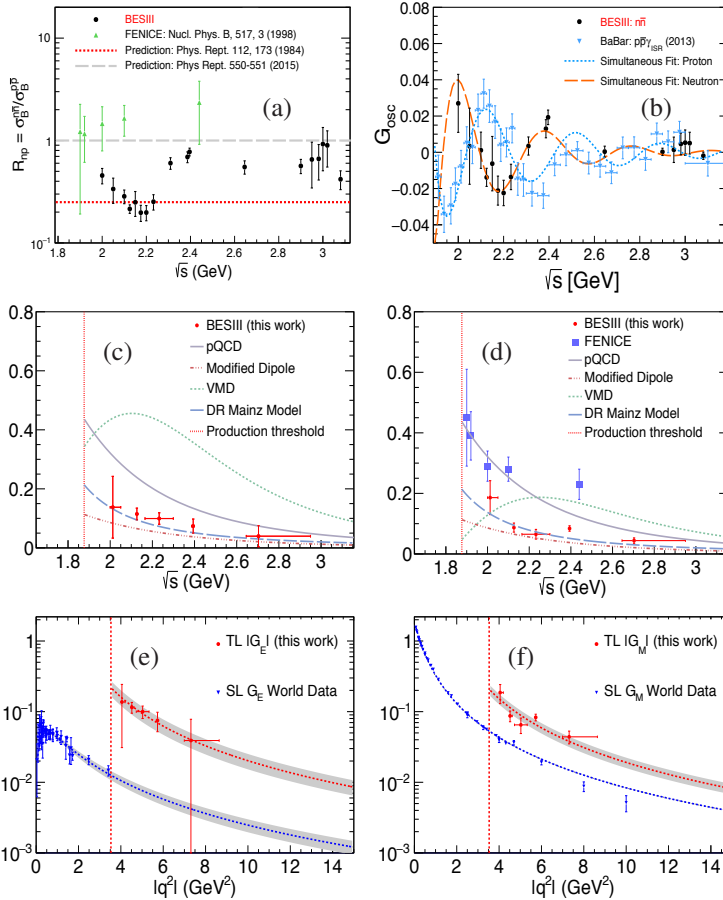 BESIII
FENICE: Nucl. Phys. B, 517, 3 (1998)
Prediction: Phys. Rept. 112, 173 (1984)
Prediction: Phys Rept. 550-551 (2015)
(a)
R_np = σ_B^nn̄/σ_B^pp̄
10
1
10⁻¹
1.8 2 2.2 2.4 2.6 2.8 3
√s (GeV)
BESIII: nn̄
BaBar: pp̄γ_ISR (2013)
Simultaneous Fit: Proton
Simultaneous Fit: Neutron
(b)
G_osc
0.08
0.06
0.04
0.02
0
−0.02
−0.04
2 2.2 2.4 2.6 2.8 3
√s [GeV]
(c)
BESIII (this work)
pQCD
Modified Dipole
VMD
DR Mainz Model
Production threshold
0.8
0.6
0.4
0.2
0
1.8 2 2.2 2.4 2.6 2.8 3
√s (GeV)
(d)
BESIII (this work)
FENICE
pQCD
Modified Dipole
VMD
DR Mainz Model
Production threshold
0.8
0.6
0.4
0.2
0
1.8 2 2.2 2.4 2.6 2.8 3
√s (GeV)
(e)
TL |G_E| (this work)
SL G_E World Data
1
10⁻¹
10⁻²
10⁻³
0 2 4 6 8 10 12 14
|q²| (GeV²)
(f)
TL |G_M| (this work)
SL G_M World Data
1
10⁻¹
10⁻²
10⁻³
0 2 4 6 8 10 12 14
|q²| (GeV²)